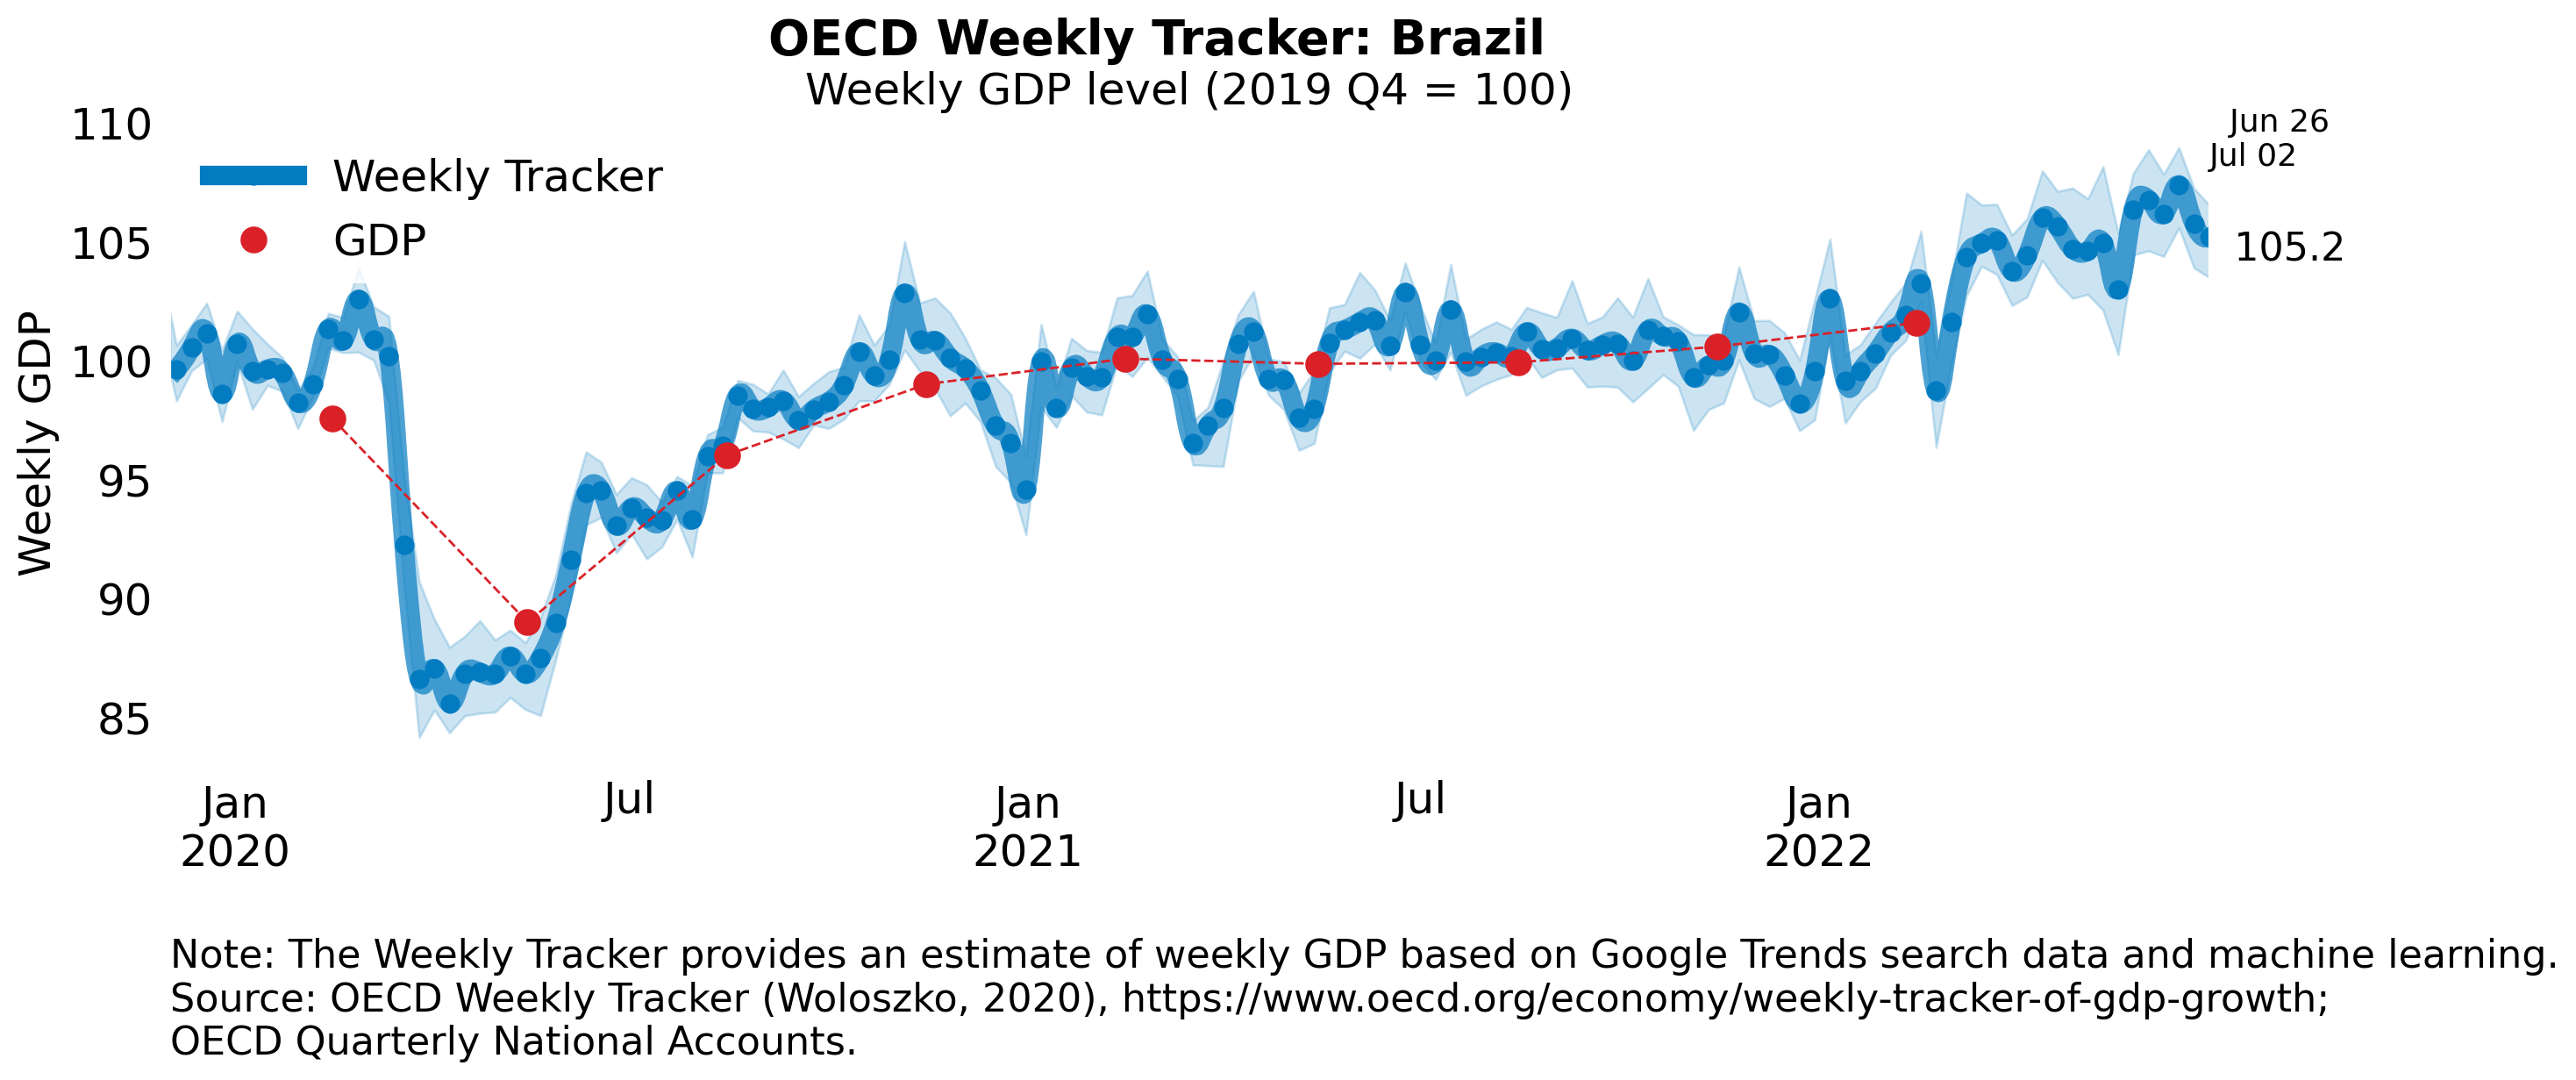 OECD Weekly Tracker: Brazil
Weekly GDP level (2019 Q4 = 100)
110
105
100
95
90
85
Weekly GDP
Weekly Tracker
GDP
Jun 26
Jul 02
105.2
Jan
2020
Jul
Jan
2021
Jul
Jan
2022
Note: The Weekly Tracker provides an estimate of weekly GDP based on Google Trends search data and machine learning.
Source: OECD Weekly Tracker (Woloszko, 2020), https://www.oecd.org/economy/weekly-tracker-of-gdp-growth;
OECD Quarterly National Accounts.